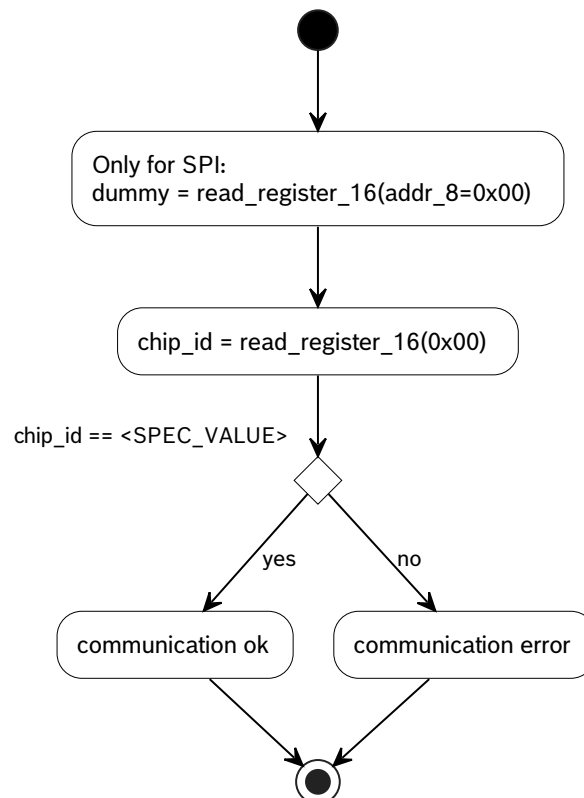 Only for SPI:
dummy = read_register_16(addr_8=0x00)
chip_id = read_register_16(0x00)
chip_id == <SPEC_VALUE>
yes
no
communication ok
communication error